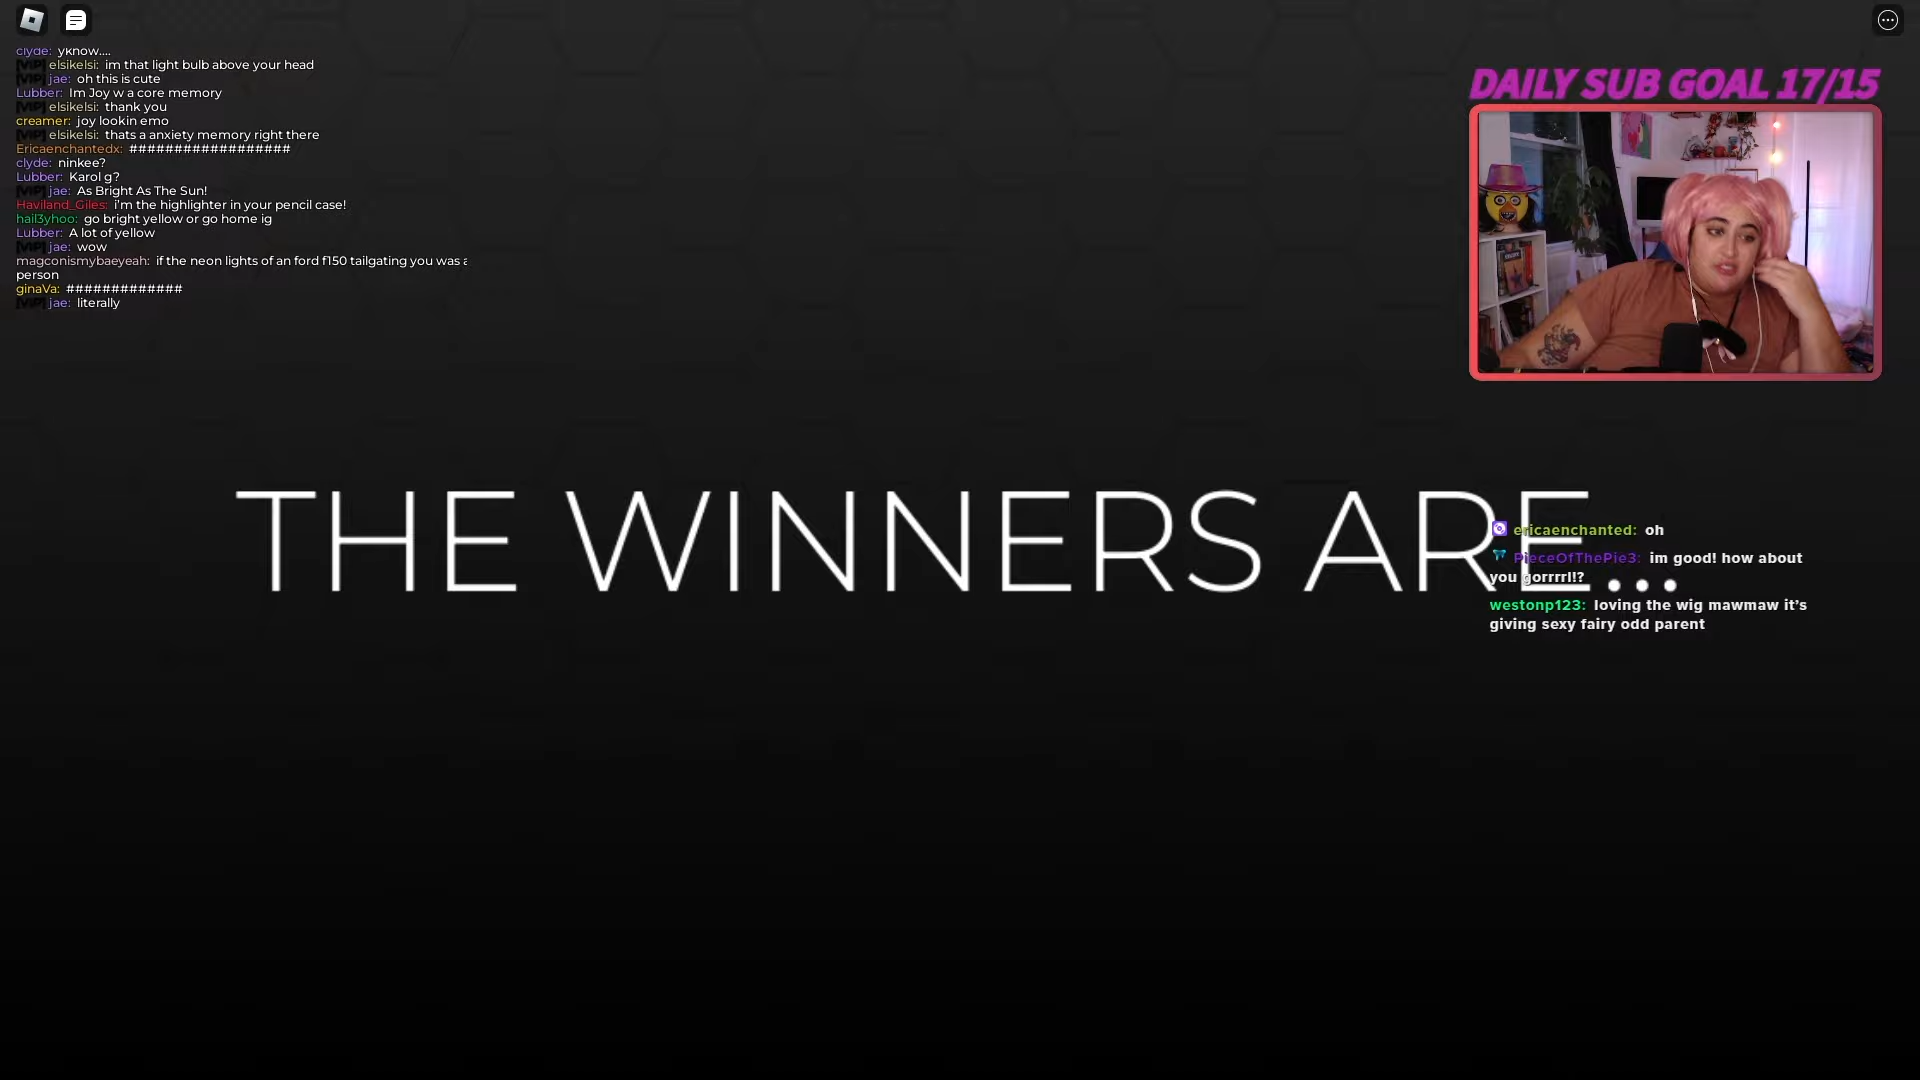 clyde: yknow....
[VIP] elsikelsi: im that light bulb above your head
[VIP] jae: oh this is cute
Lubber: Im Joy w a core memory
[VIP] elsikelsi: thank you
creamer: joy lookin emo
[VIP] elsikelsi: thats a anxiety memory right there
Ericaenchantedx: ##################
clyde: ninkee?
Lubber: Karol g?
[VIP] jae: As Bright As The Sun!
Haviland_Giles: i'm the highlighter in your pencil case!
hail3yhoo: go bright yellow or go home ig
Lubber: A lot of yellow
[VIP] jae: wow
magconismybaeyeah: if the neon lights of an ford f150 tailgating you was a
person
ginaVa: #############
[VIP] jae: literally
DAILY SUB GOAL 17/15
THE WINNERS ARE...
ericaenchanted: oh
PieceOfThePie3: im good! how about
you gorrrl!?
westonp123: loving the wig mawmaw it's
giving sexy fairy odd parent